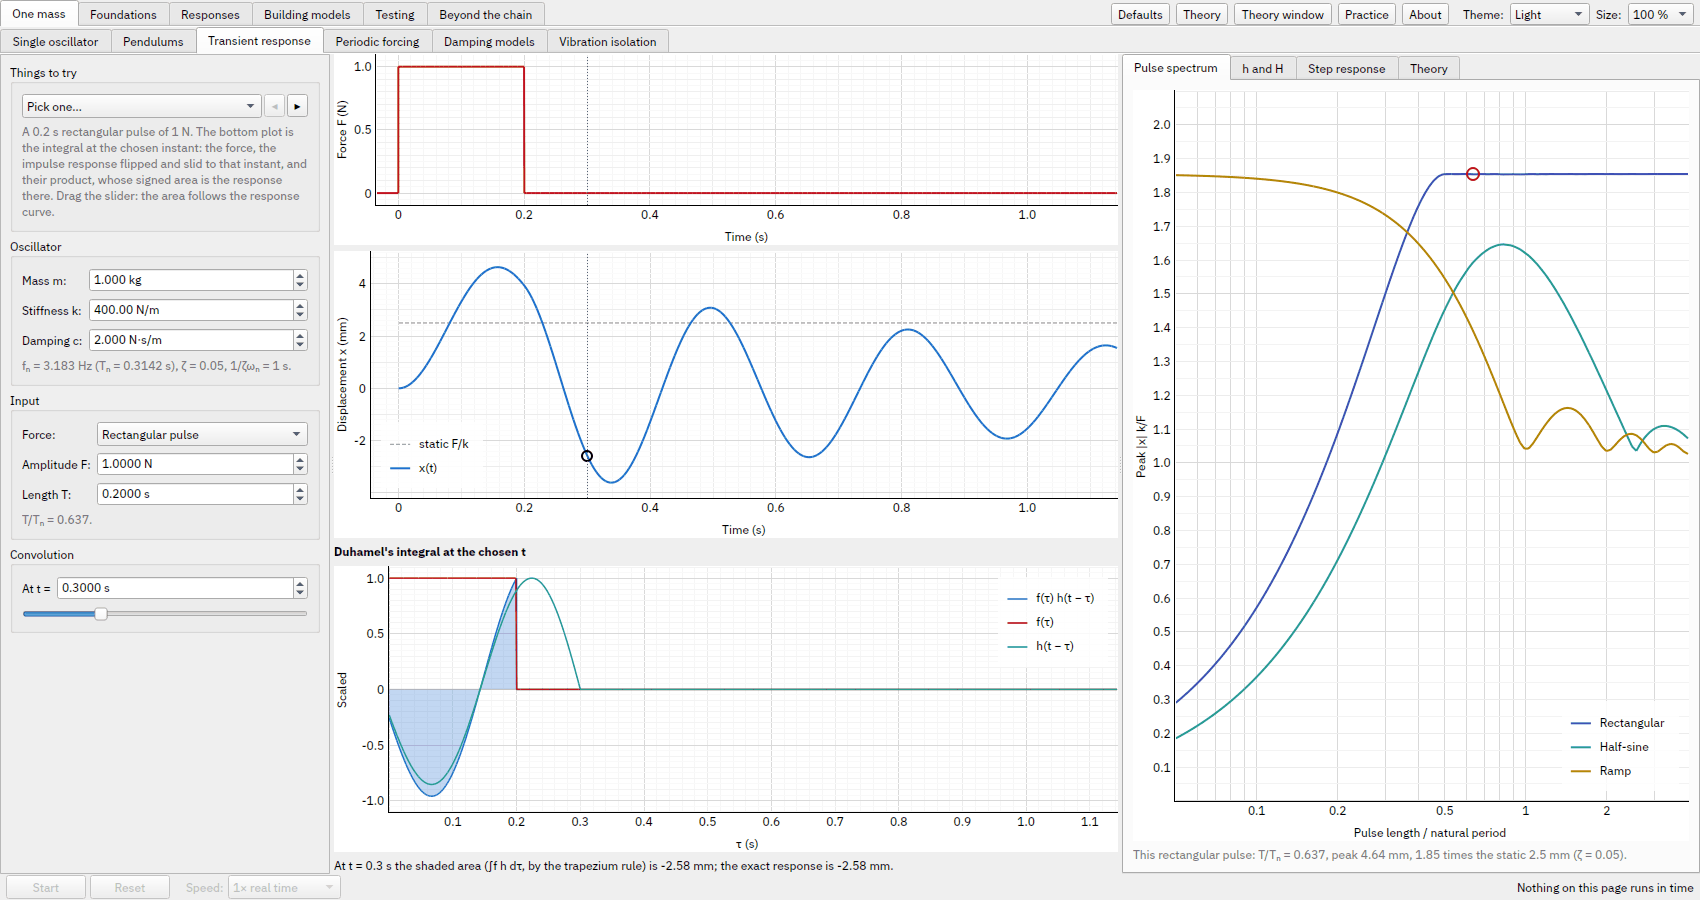 One mass
Foundations
Responses
Building models
Testing
Beyond the chain
Defaults
Theory
Theory window
Practice
About
Theme:
Light
Size:
100 %
Single oscillator
Pendulums
Transient response
Periodic forcing
Damping models
Vibration isolation
Things to try
Pick one...
A 0.2 s rectangular pulse of 1 N. The bottom plot is
the integral at the chosen instant: the force, the
impulse response flipped and slid to that instant, and
their product, whose signed area is the response
there. Drag the slider: the area follows the response
curve.
Oscillator
Mass m:
1.000 kg
Stiffness k:
400.00 N/m
Damping c:
2.000 N·s/m
fₙ = 3.183 Hz (Tₙ = 0.3142 s), ζ = 0.05, 1/ζωₙ = 1 s.
Input
Force:
Rectangular pulse
Amplitude F:
1.0000 N
Length T:
0.2000 s
T/Tₙ = 0.637.
Convolution
At t =
0.3000 s
Force F (N)
1.0
0.5
0
0
0.2
0.4
0.6
0.8
1.0
Time (s)
Displacement x (mm)
4
2
0
-2
static F/k
x(t)
0
0.2
0.4
0.6
0.8
1.0
Time (s)
Duhamel's integral at the chosen t
Scaled
1.0
0.5
0
-0.5
-1.0
f(τ) h(t − τ)
f(τ)
h(t − τ)
0.1
0.2
0.3
0.4
0.5
0.6
0.7
0.8
0.9
1.0
1.1
τ (s)
At t = 0.3 s the shaded area (∫f h dτ, by the trapezium rule) is -2.58 mm; the exact response is -2.58 mm.
Pulse spectrum
h and H
Step response
Theory
Peak |x| k/F
2.0
1.9
1.8
1.7
1.6
1.5
1.4
1.3
1.2
1.1
1.0
0.9
0.8
0.7
0.6
0.5
0.4
0.3
0.2
0.1
Rectangular
Half-sine
Ramp
0.1
0.2
0.5
1
2
Pulse length / natural period
This rectangular pulse: T/Tₙ = 0.637, peak 4.64 mm, 1.85 times the static 2.5 mm (ζ = 0.05).
Start
Reset
Speed:
1× real time
Nothing on this page runs in time